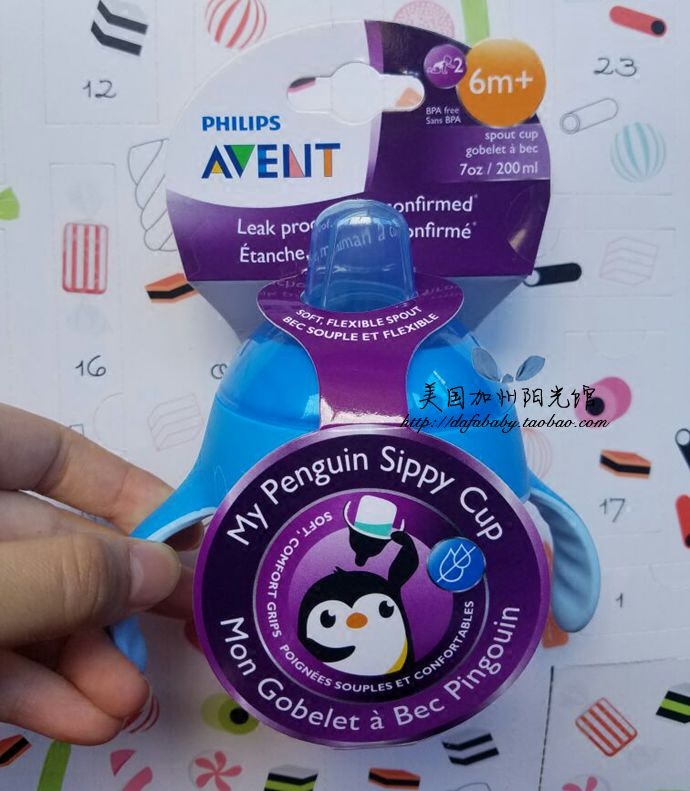 12
23
2
6m+
BPA free
Sans BPA
PHILIPS
AVENT
spout cup
gobelet à bec
7oz / 200 ml
Leak proof, confirmed*
Étanche, maman a confirmé*
SOFT, FLEXIBLE SPOUT
BEC SOUPLE ET FLEXIBLE
16
美国加州阳光馆
http://dafababy.taobao.com
My Penguin Sippy Cup
SOFT, COMFORT GRIPS
POIGNÉES SOUPLES ET CONFORTABLES
Mon Gobelet à Bec Pingouin
17
1